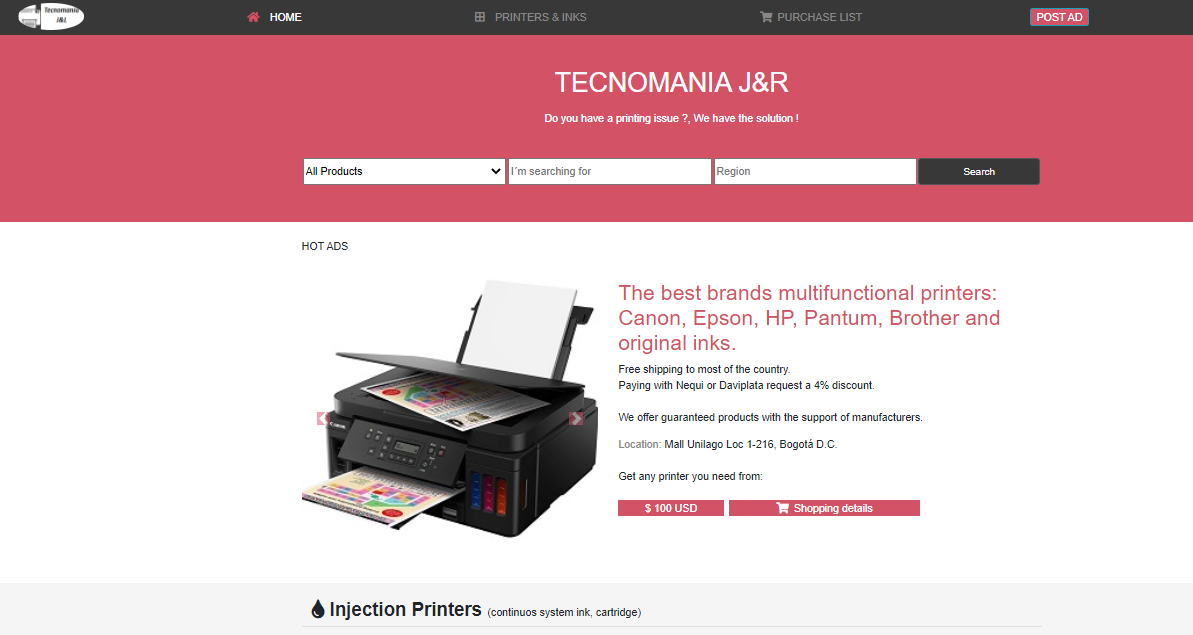 Tecnomania
J&L
HOME
PRINTERS & INKS
PURCHASE LIST
POST AD
TECNOMANIA J&R
Do you have a printing issue ?, We have the solution !
All Products
I´m searching for
Region
Search
HOT ADS
The best brands multifunctional printers:
Canon, Epson, HP, Pantum, Brother and
original inks.
Free shipping to most of the country.
Paying with Nequi or Daviplata request a 4% discount.
We offer guaranteed products with the support of manufacturers.
Location: Mall Unilago Loc 1-216, Bogotá D.C.
Get any printer you need from:
$ 100 USD
Shopping details
Canon
Injection Printers (continuos system ink, cartridge)